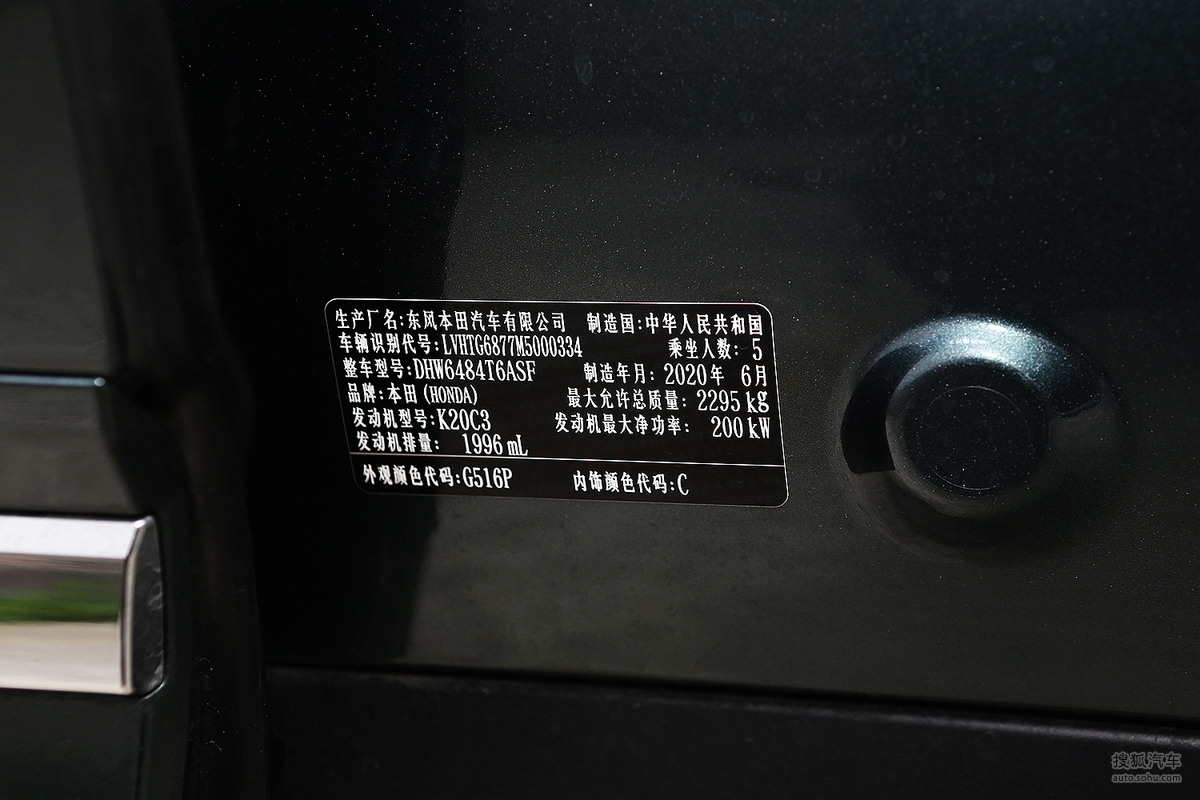 生产厂名:东风本田汽车有限公司 制造国:中华人民共和国
车辆识别代号:LVHTG6877M5000334 乘坐人数: 5
整车型号:DHW6484T6ASF 制造年月: 2020年 6月
品牌:本田(HONDA) 最大允许总质量: 2295 kg
发动机型号:K20C3 发动机最大净功率: 200 kW
发动机排量: 1996 mL
外观颜色代码:G516P 内饰颜色代码:C
搜狐汽车
auto.sohu.com